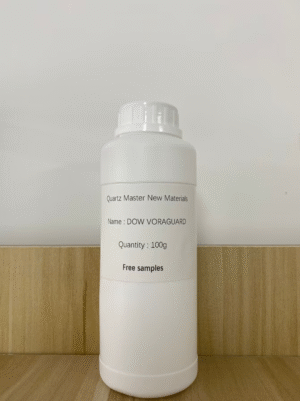 Quartz Master New Materials
Name : DOW VORAGUARD
Quantity : 100g
Free samples